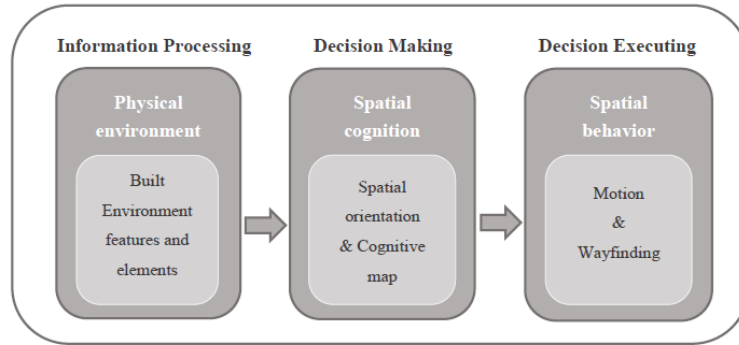 Information Processing
Decision Making
Decision Executing
Physical
environment
Built
Environment
features and
elements
Spatial
cognition
Spatial
orientation
& Cognitive
map
Spatial
behavior
Motion
&
Wayfinding